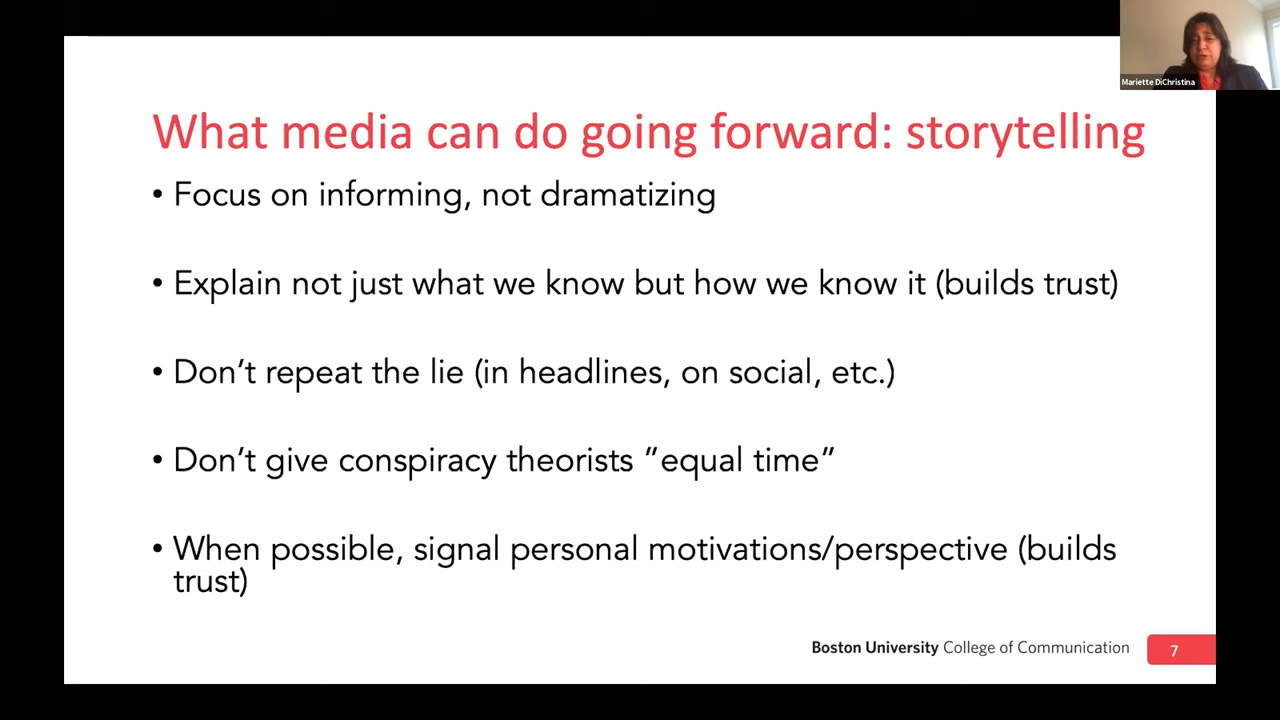 Mariette DiChristina
What media can do going forward: storytelling
• Focus on informing, not dramatizing
• Explain not just what we know but how we know it (builds trust)
• Don’t repeat the lie (in headlines, on social, etc.)
• Don’t give conspiracy theorists ”equal time”
• When possible, signal personal motivations/perspective (builds
trust)
Boston University College of Communication
7